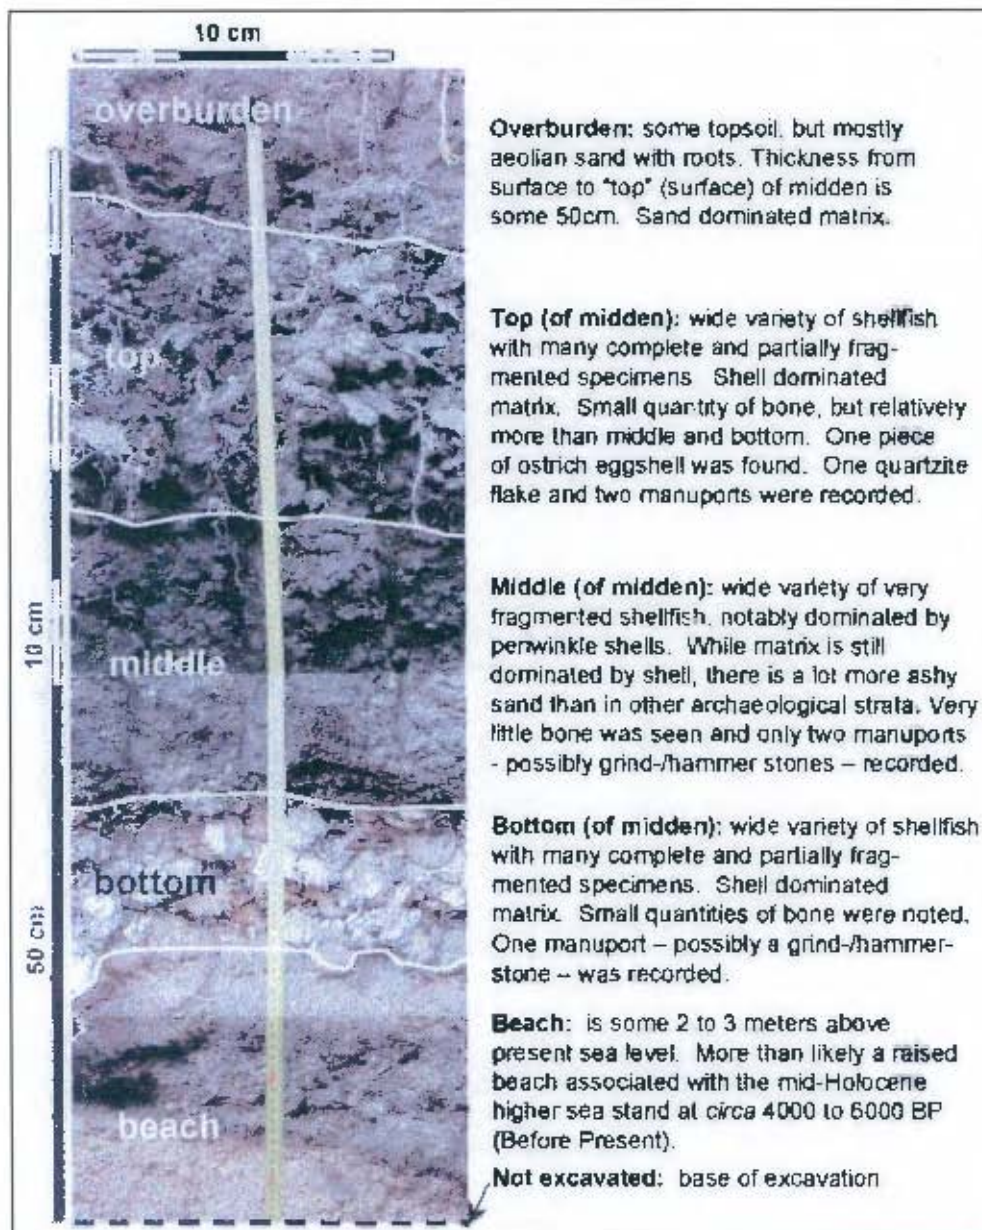 10 cm
overburden
top
10 cm
middle
bottom
50 cm
beach
Overburden: some topsoil, but mostly
aeolian sand with roots. Thickness from
surface to "top" (surface) of midden is
some 50cm. Sand dominated matrix.
Top (of midden): wide variety of shellfish
with many complete and partially frag-
mented specimens. Shell dominated
matrix. Small quantity of bone, but relatively
more than middle and bottom. One piece
of ostrich eggshell was found. One quartzite
flake and two manuports were recorded.
Middle (of midden): wide variety of very
fragmented shellfish, notably dominated by
periwinkle shells. While matrix is still
dominated by shell, there is a lot more ashy
sand than in other archaeological strata. Very
little bone was seen and only two manuports
- possibly grind-/hammer stones – recorded.
Bottom (of midden): wide variety of shellfish
with many complete and partially frag-
mented specimens. Shell dominated
matrix. Small quantities of bone were noted.
One manuport – possibly a grind-/hammer-
stone – was recorded.
Beach: is some 2 to 3 meters above
present sea level. More than likely a raised
beach associated with the mid-Holocene
higher sea stand at circa 4000 to 6000 BP
(Before Present).
Not excavated: base of excavation